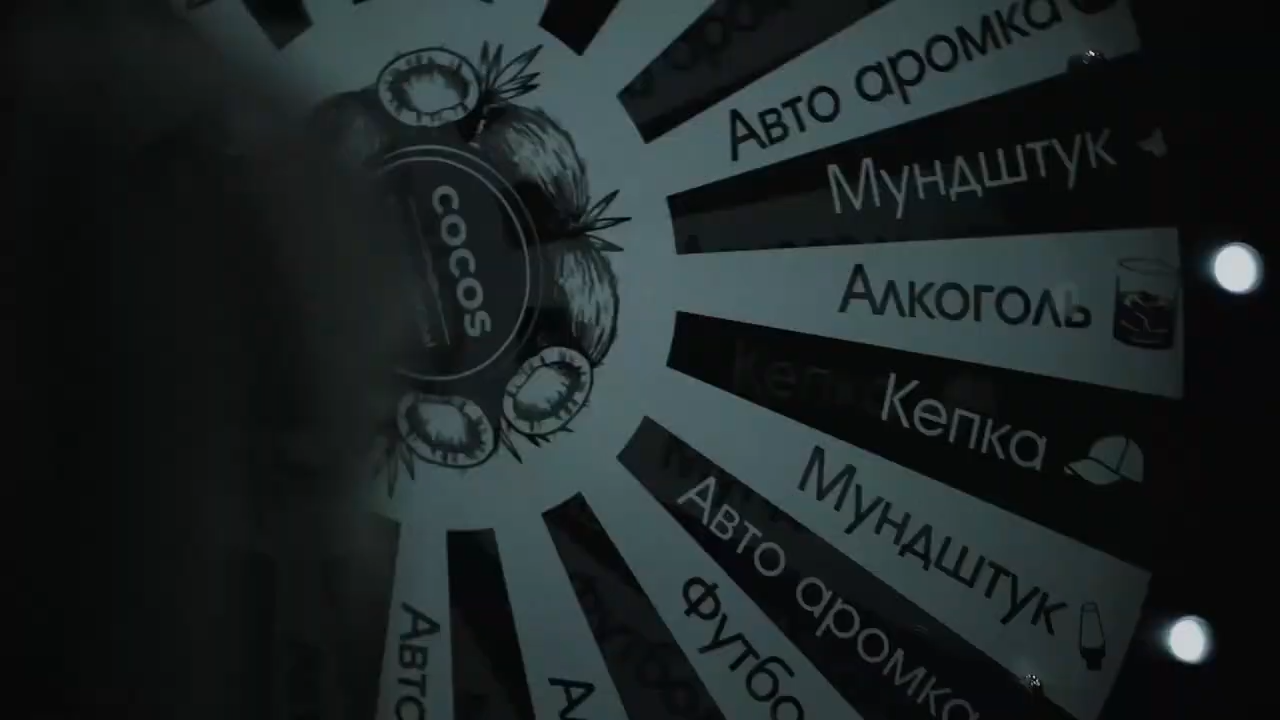 Авто аромка
Мундштук
Алкоголь
Кепка
Мундштук
Авто аромка
Футбо
Авто
cocos